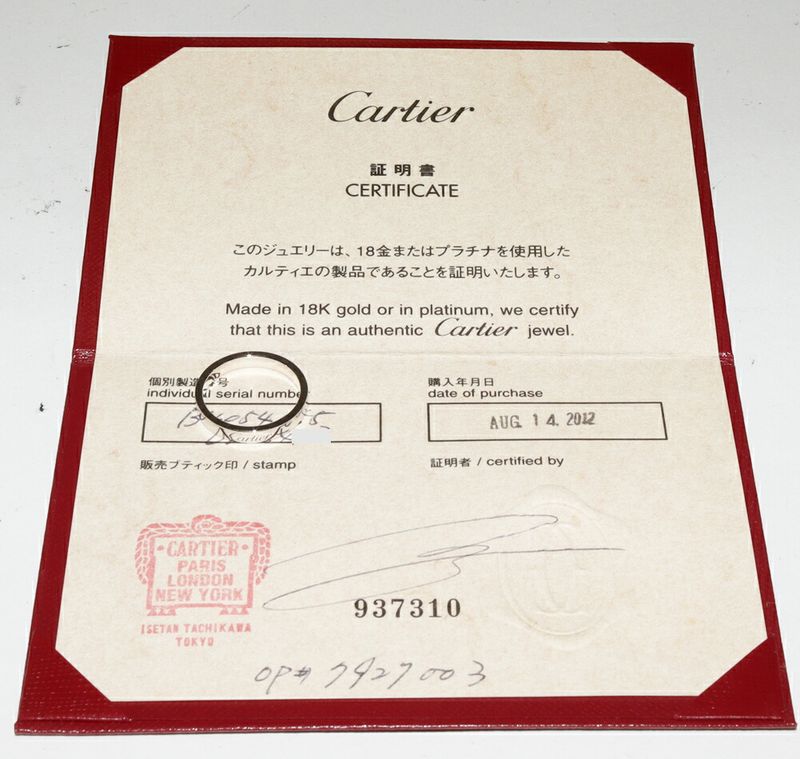 Cartier
証明書
CERTIFICATE
このジュエリーは、18金またはプラチナを使用した
カルティエの製品であることを証明いたします。
Made in 18K gold or in platinum, we certify
that this is an authentic Cartier jewel.
個別製造 号
individual serial number
購入年月日
date of purchase
AUG. 14. 2012
販売ブティック印 / stamp
証明者 / certified by
CARTIER
PARIS
LONDON
NEW YORK
ISETAN TACHIKAWA
TOKYO
937310
OP# 7427003